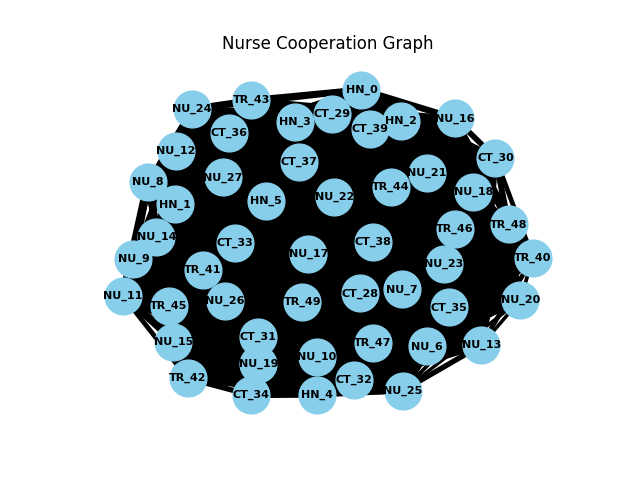 Nurse Cooperation Graph
HN_0
TR_43
NU_24
CT_29
NU_16
HN_3
HN_2
CT_39
CT_36
NU_12
CT_30
CT_37
NU_21
NU_27
NU_8
TR_44
NU_18
NU_22
HN_5
HN_1
TR_48
TR_46
NU_14
CT_33
CT_38
NU_17
NU_9
TR_40
NU_23
TR_41
NU_7
CT_28
NU_11
NU_20
NU_26
TR_49
TR_45
CT_35
CT_31
NU_15
TR_47
NU_13
NU_6
NU_10
NU_19
TR_42
CT_32
NU_25
CT_34
HN_4